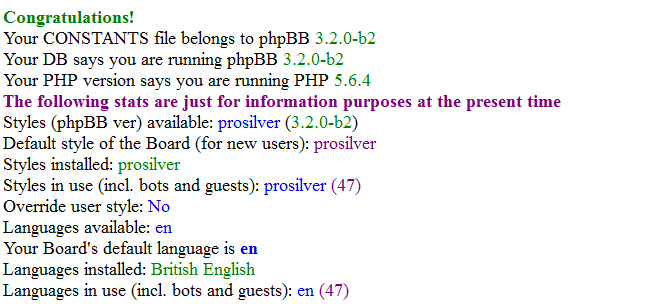 Congratulations!
Your CONSTANTS file belongs to phpBB 3.2.0-b2
Your DB says you are running phpBB 3.2.0-b2
Your PHP version says you are running PHP 5.6.4
The following stats are just for information purposes at the present time
Styles (phpBB ver) available: prosilver (3.2.0-b2)
Default style of the Board (for new users): prosilver
Styles installed: prosilver
Styles in use (incl. bots and guests): prosilver (47)
Override user style: No
Languages available: en
Your Board's default language is en
Languages installed: British English
Languages in use (incl. bots and guests): en (47)